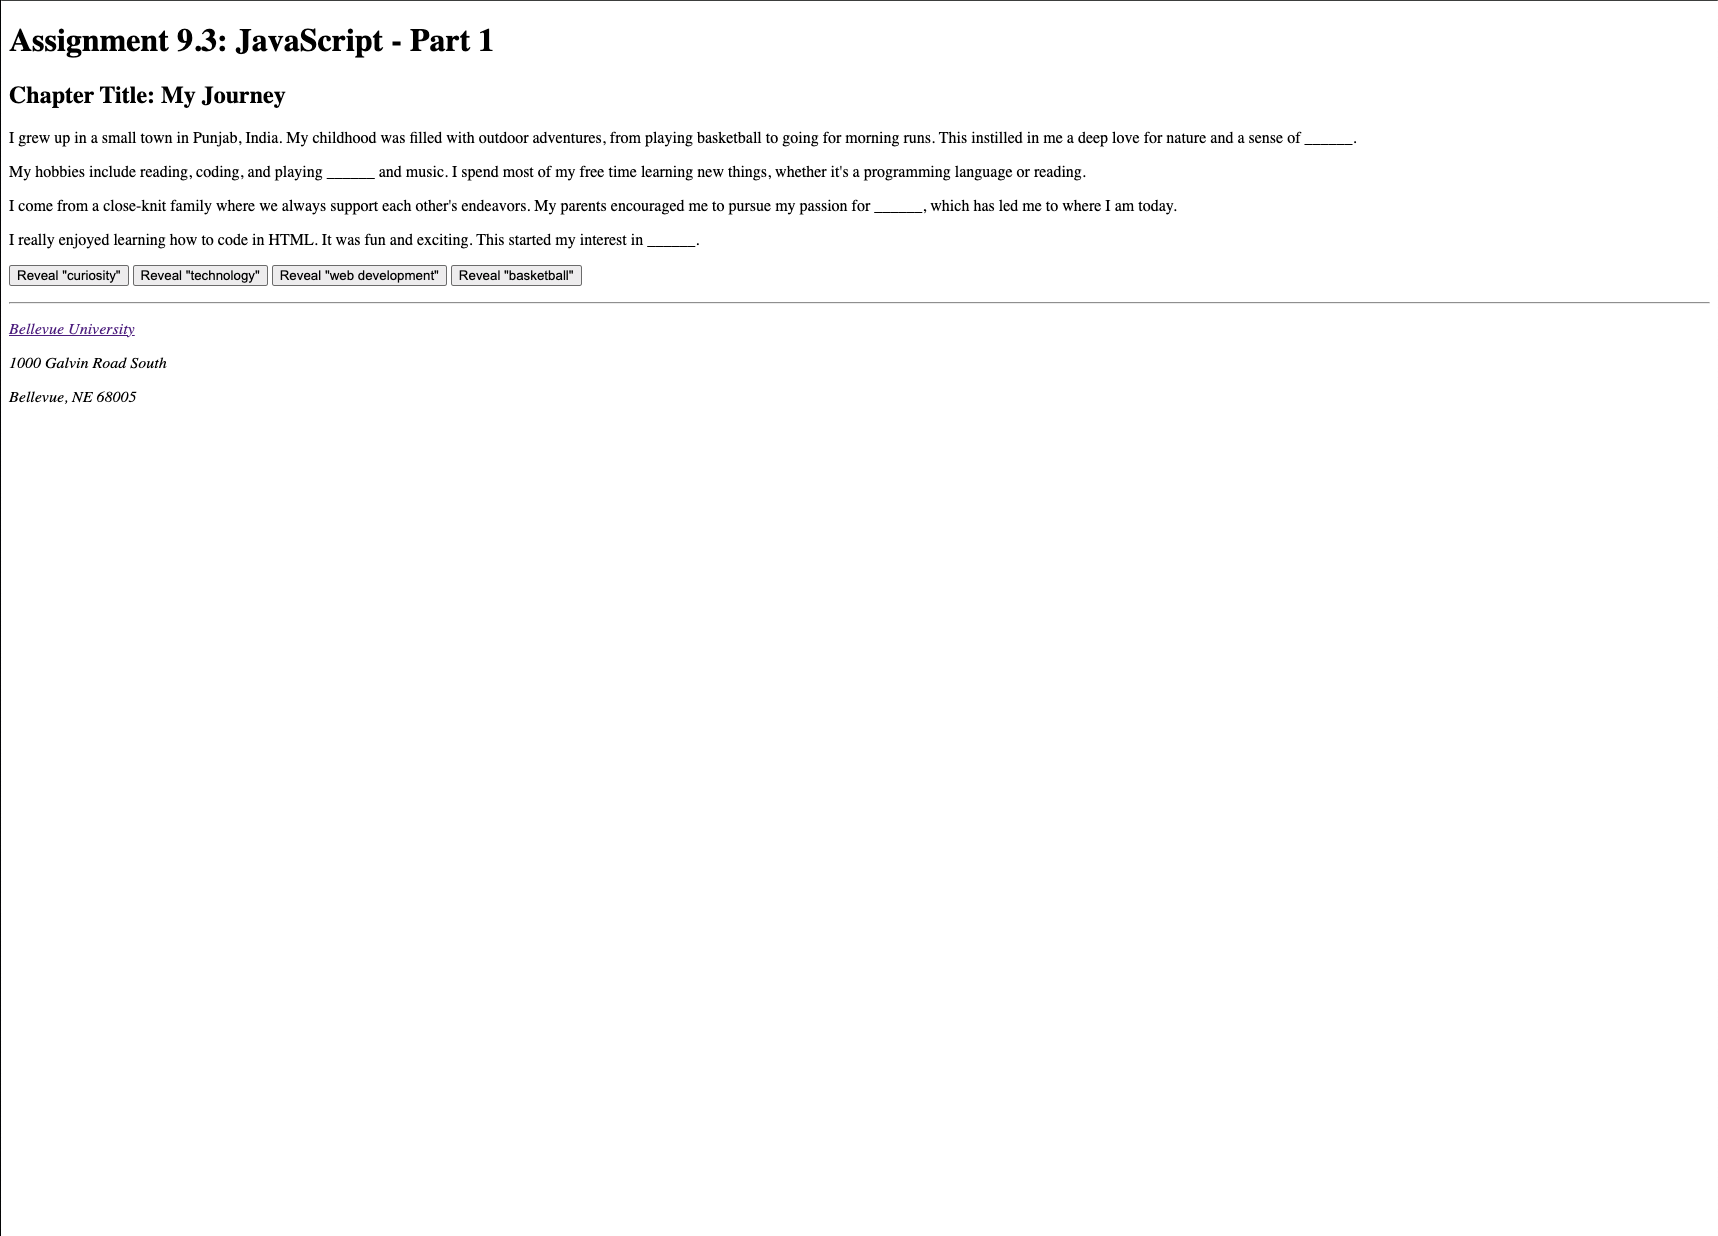 Assignment 9.3: JavaScript - Part 1
Chapter Title: My Journey
I grew up in a small town in Punjab, India. My childhood was filled with outdoor adventures, from playing basketball to going for morning runs. This instilled in me a deep love for nature and a sense of ______.
My hobbies include reading, coding, and playing ______ and music. I spend most of my free time learning new things, whether it's a programming language or reading.
I come from a close-knit family where we always support each other's endeavors. My parents encouraged me to pursue my passion for ______, which has led me to where I am today.
I really enjoyed learning how to code in HTML. It was fun and exciting. This started my interest in ______.
Reveal "curiosity" Reveal "technology" Reveal "web development" Reveal "basketball"
Bellevue University
1000 Galvin Road South
Bellevue, NE 68005